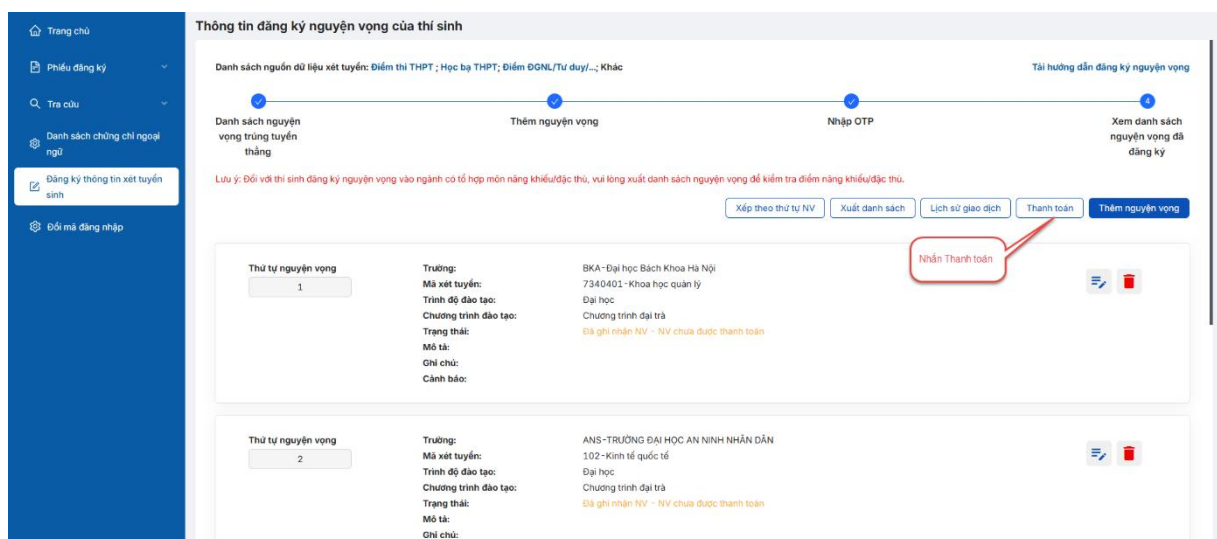 Trang chủ
Phiếu đăng ký
Tra cứu
Danh sách chứng chỉ ngoại
ngữ
Đăng ký thông tin xét tuyển
sinh
Đổi mã đăng nhập
Thông tin đăng ký nguyện vọng của thí sinh
Danh sách nguồn dữ liệu xét tuyển: Điểm thi THPT ; Học bạ THPT; Điểm ĐGNL/Tư duy/...; Khác
Tải hướng dẫn đăng ký nguyện vọng
4
Danh sách nguyện
vọng trúng tuyển
thẳng
Thêm nguyện vọng
Nhập OTP
Xem danh sách
nguyện vọng đã
đăng ký
Lưu ý: Đối với thí sinh đăng ký nguyện vọng vào ngành có tổ hợp môn năng khiếu/đặc thù, vui lòng xuất danh sách nguyện vọng để kiểm tra điểm năng khiếu/đặc thù.
Xếp theo thứ tự NV
Xuất danh sách
Lịch sử giao dịch
Thanh toán
Thêm nguyện vọng
Nhấn Thanh toán
Thứ tự nguyện vọng
1
Trường: BKA-Đại học Bách Khoa Hà Nội
Mã xét tuyển: 7340401-Khoa học quản lý
Trình độ đào tạo: Đại học
Chương trình đào tạo: Chương trình đại trà
Trạng thái: Đã ghi nhận NV - NV chưa được thanh toán
Mô tả:
Ghi chú:
Cảnh báo:
Thứ tự nguyện vọng
2
Trường: ANS-TRƯỜNG ĐẠI HỌC AN NINH NHÂN DÂN
Mã xét tuyển: 102-Kinh tế quốc tế
Trình độ đào tạo: Đại học
Chương trình đào tạo: Chương trình đại trà
Trạng thái: Đã ghi nhận NV - NV chưa được thanh toán
Mô tả:
Ghi chú: